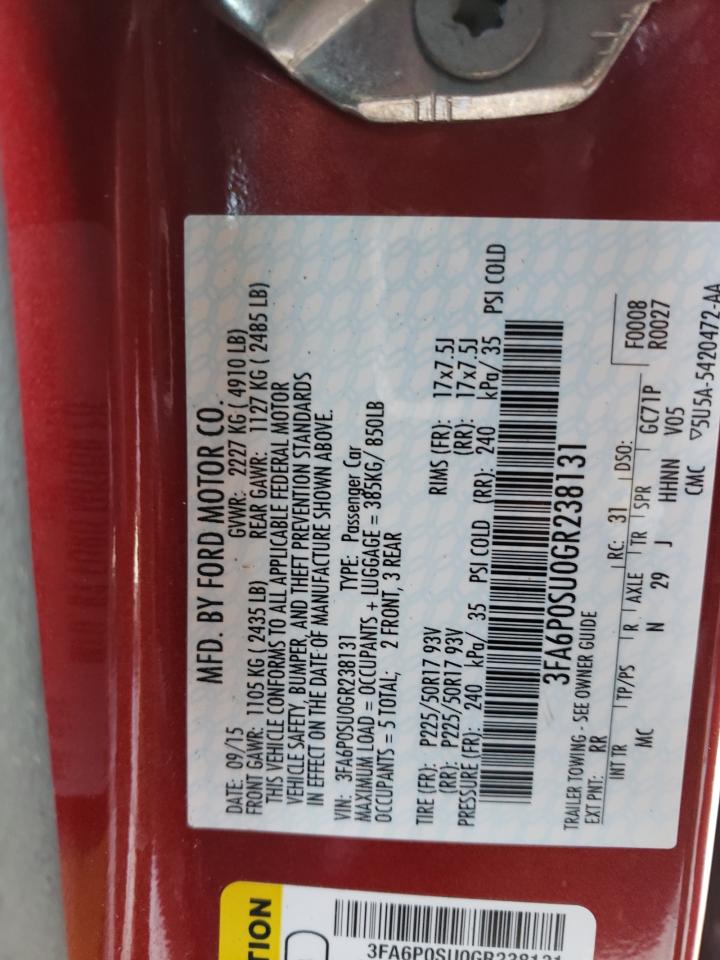 MFD. BY FORD MOTOR CO.
DATE: 09/15 GVWR: 2227 KG ( 4910 LB)
FRONT GAWR: 1105 KG ( 2435 LB) REAR GAWR: 1127 KG ( 2485 LB)
THIS VEHICLE CONFORMS TO ALL APPLICABLE FEDERAL MOTOR
VEHICLE SAFETY, BUMPER, AND THEFT PREVENTION STANDARDS
IN EFFECT ON THE DATE OF MANUFACTURE SHOWN ABOVE.
VIN: 3FA6P0SU0GR238131 TYPE: Passenger Car
MAXIMUM LOAD = OCCUPANTS + LUGGAGE = 385KG/ 850LB
OCCUPANTS = 5 TOTAL; 2 FRONT, 3 REAR
TIRE (FR): P225/50R17 93V RIMS (FR): 17x7.5J
(RR): P225/50R17 93V (RR): 17x7.5J
PRESSURE (FR): 240 kPa/ 35 PSI COLD (RR): 240 kPa/ 35 PSI COLD
3FA6P0SU0GR238131
TRAILER TOWING - SEE OWNER GUIDE
EXT PNT: RR RC: 31 DSO: F0008
R0027
INT TR TP/PS R AXLE TR SPR
MC N 29 J HHNN GC71P
V05
CMC ▽5U5A-5420472-AA
TION
3FA6P0SU0GR238131